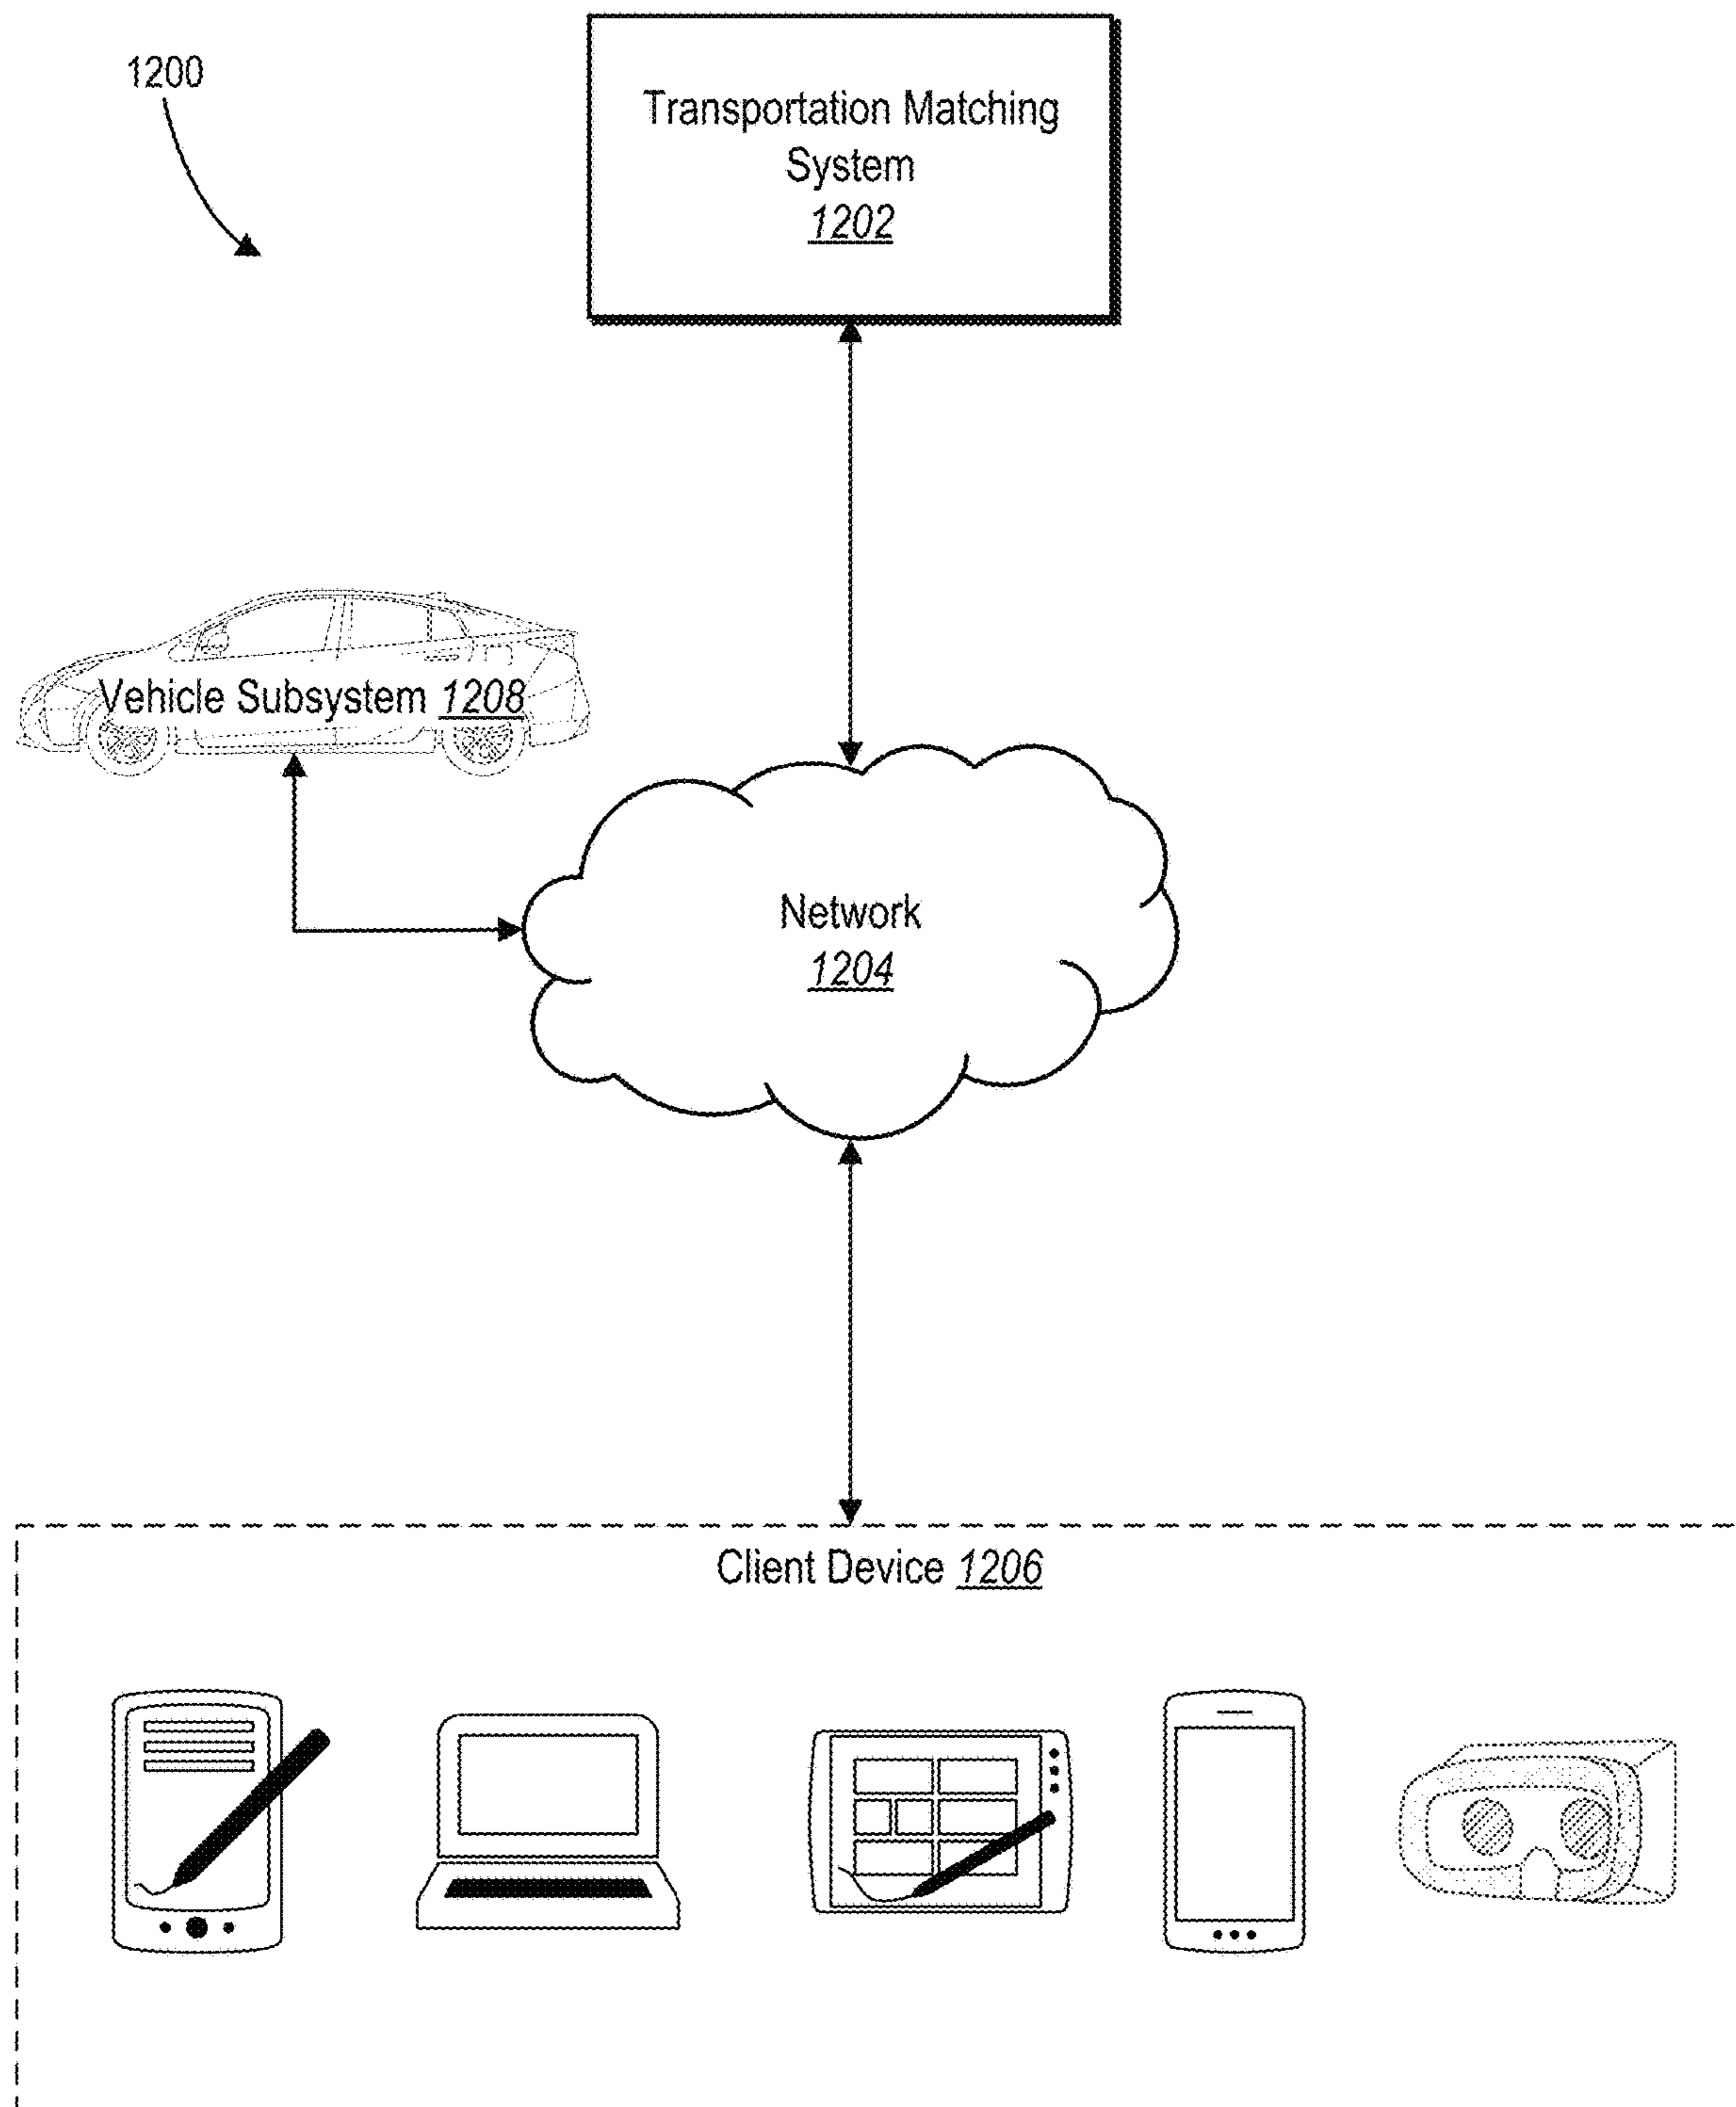 1200
Transportation Matching
System
1202
Vehicle Subsystem 1208
Network
1204
Client Device 1206